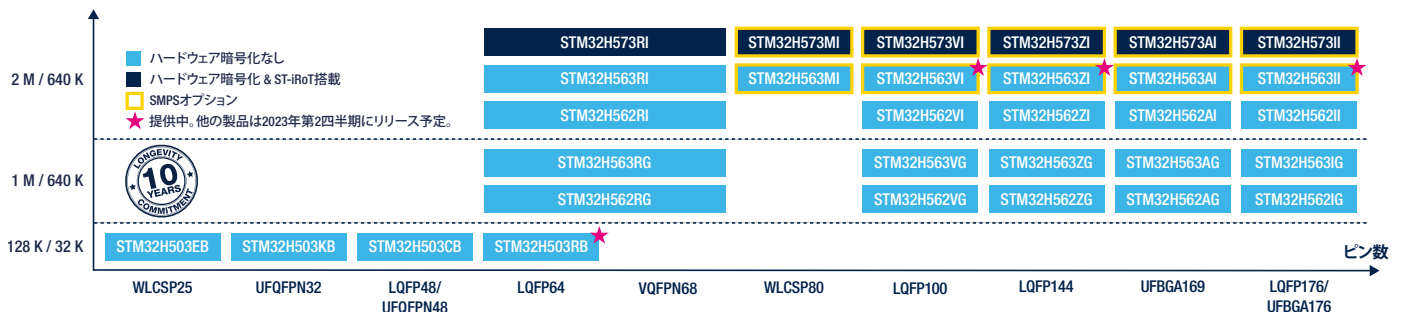 ハードウェア暗号化なし
ハードウェア暗号化 & ST-iRoT搭載
SMPSオプション
提供中。他の製品は2023年第2四半期にリリース予定。
2 M / 640 K
STM32H573RI STM32H573MI STM32H573VI STM32H573ZI STM32H573AI STM32H573II
STM32H563RI STM32H563MI STM32H563VI STM32H563ZI STM32H563AI STM32H563II
STM32H562RI STM32H562VI STM32H562ZI STM32H562AI STM32H562II
1 M / 640 K
LONGEVITY
10
YEARS
COMMITMENT
STM32H563RG STM32H563VG STM32H563ZG STM32H563AG STM32H563IG
STM32H562RG STM32H562VG STM32H562ZG STM32H562AG STM32H562IG
128 K / 32 K STM32H503EB STM32H503KB STM32H503CB STM32H503RB
ピン数
WLCSP25 UFQFPN32 LQFP48/ LQFP64 VQFPN68 WLCSP80 LQFP100 LQFP144 UFBGA169 LQFP176/
UFQFPN48 UFBGA176